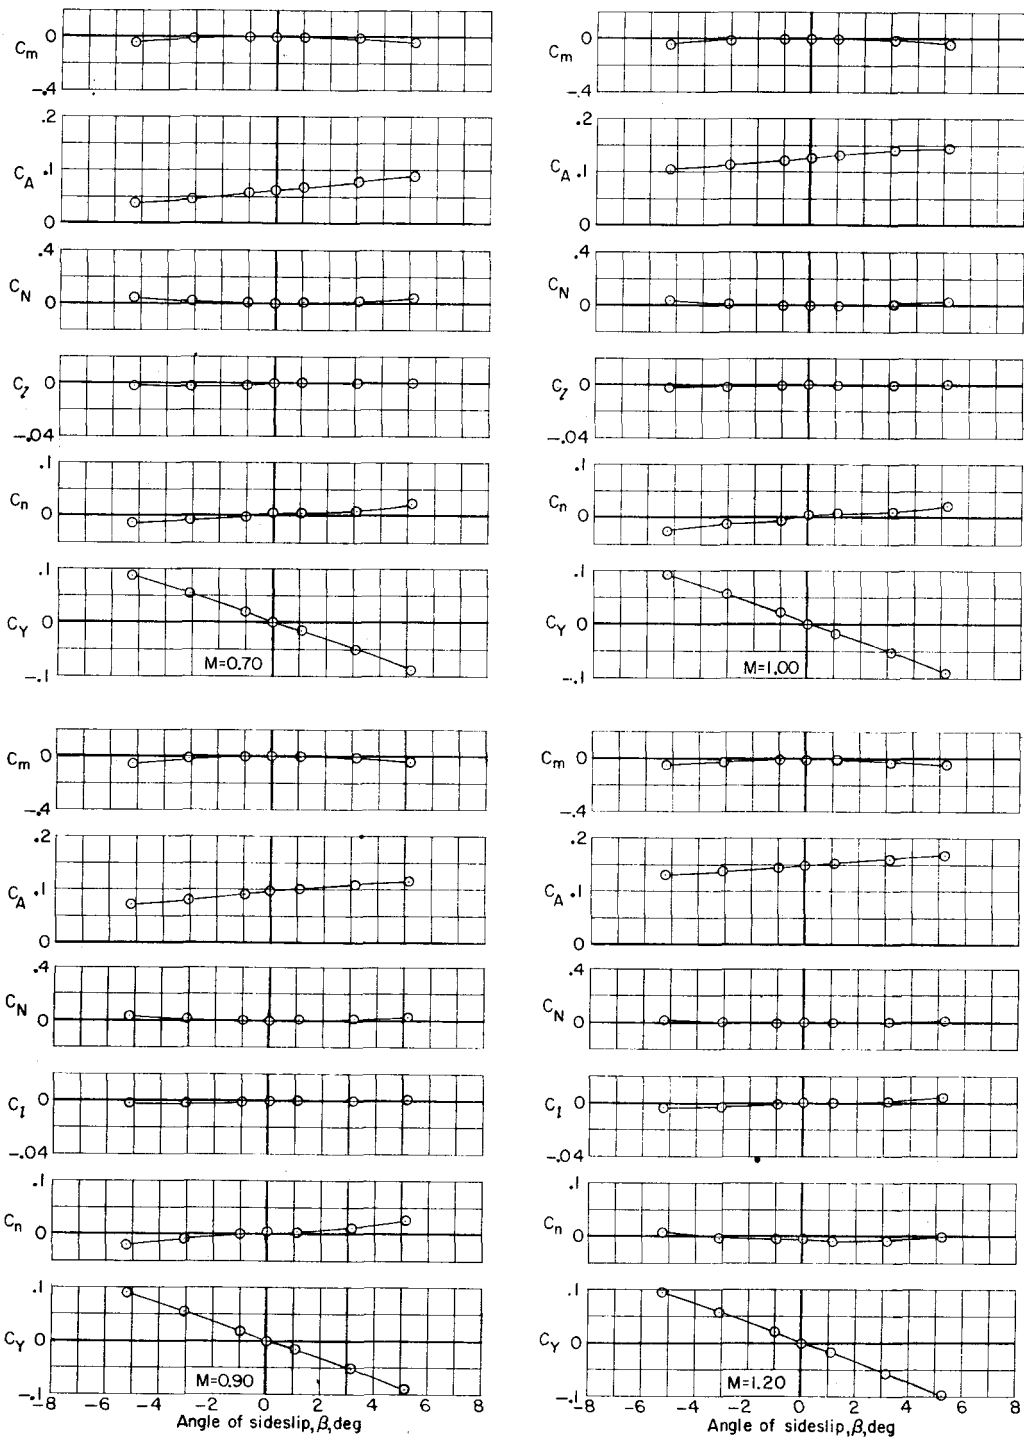 Cm 0
-.4
.2
CA .1
0
.4
CN 0
Cl 0
-.04
.1
Cn 0
.1
CY 0
-.1
M=0.70
Cm 0
-.4
.2
CA .1
0
.4
CN 0
Cl 0
-.04
.1
Cn 0
.1
CY 0
-.1
M=1.00
Cm 0
-.4
.2
CA .1
0
.4
CN 0
Cl 0
-.04
.1
Cn 0
.1
CY 0
-.1
M=0.90
-8 -6 -4 -2 0 2 4 6 8
Angle of sideslip, β, deg
Cm 0
-.4
.2
CA .1
0
.4
CN 0
Cl 0
-.04
.1
Cn 0
.1
CY 0
-.1
M=1.20
-8 -6 -4 -2 0 2 4 6 8
Angle of sideslip, β, deg